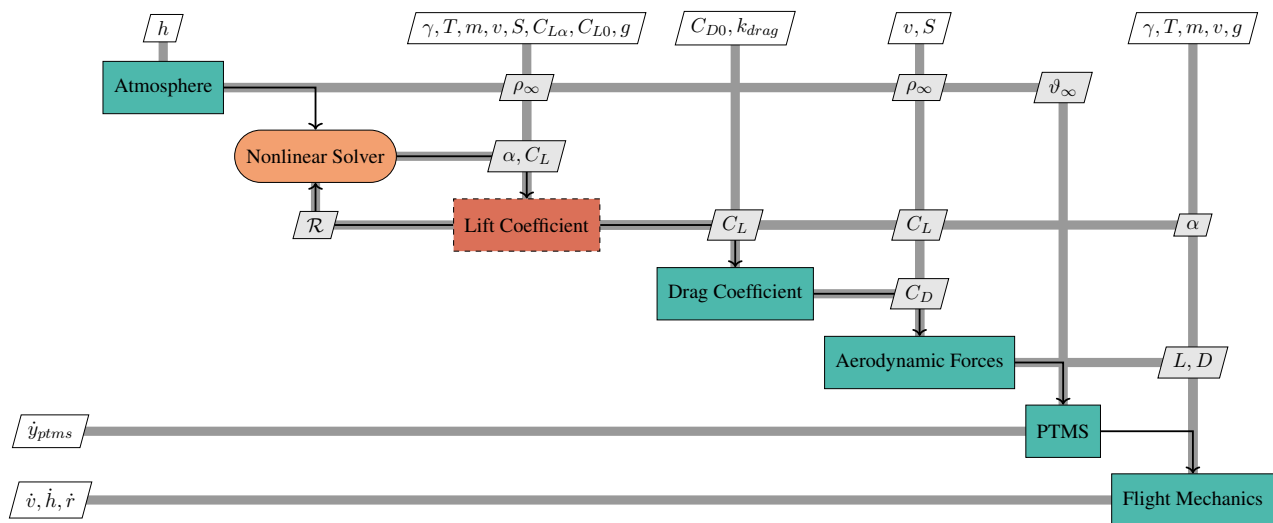 h
γ, T, m, v, S, C_{Lα}, C_{L0}, g
C_{D0}, k_{drag}
v, S
γ, T, m, v, g
Atmosphere
ρ_∞
ρ_∞
ϑ_∞
Nonlinear Solver
α, C_L
ℛ
Lift Coefficient
C_L
C_L
α
Drag Coefficient
C_D
Aerodynamic Forces
L, D
ẏ_{ptms}
PTMS
v̇, ḣ, ṙ
Flight Mechanics